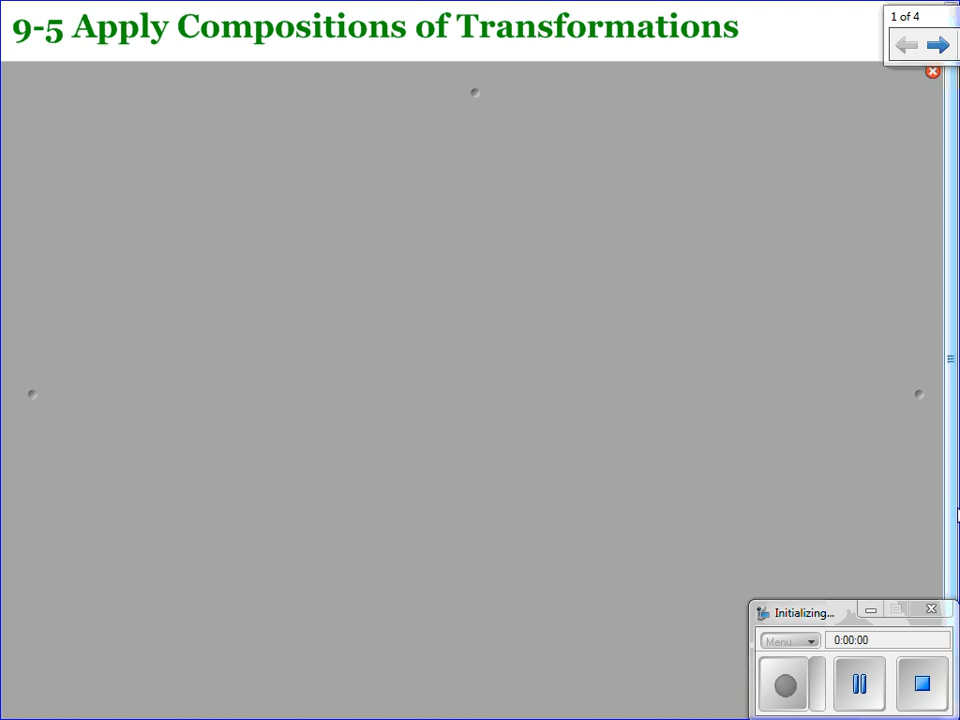 9-5 Apply Compositions of Transformations
1 of 4
Initializing...
Menu
0:00:00